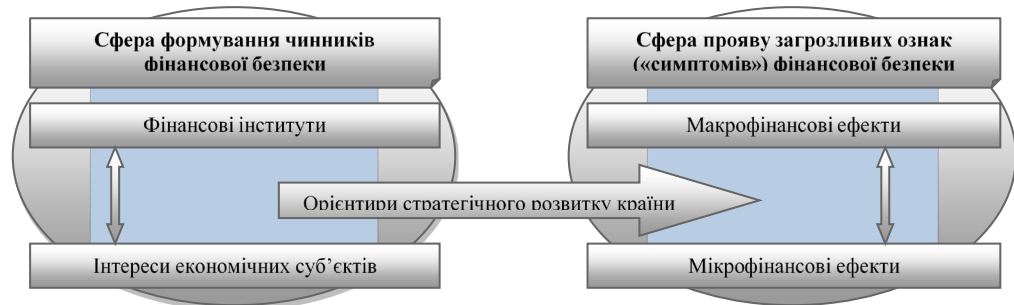 Сфера формування чинників
фінансової безпеки
Фінансові інститути
Інтереси економічних суб’єктів
Орієнтири стратегічного розвитку країни
Сфера прояву загрозливих ознак
(«симптомів») фінансової безпеки
Макрофінансові ефекти
Мікрофінансові ефекти